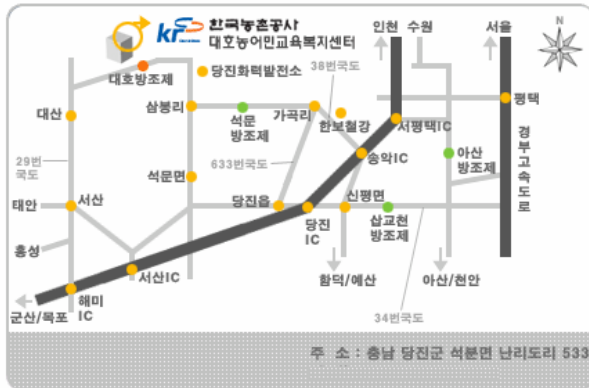 kr 한국농촌공사
대호농어민교육복지센터
인천
수원
서울
N
대호방조제
당진화력발전소
38번국도
대산
삼봉리
석문
방조제
가곡리
한보철강
서평택IC
평택
29번
국도
633번국도
송악IC
아산
방조제
경부고속도로
석문면
태안
서산
당진읍
당진
IC
신평면
삽교천
방조제
홍성
서산IC
함덕/예산
아산/천안
해미
IC
군산/목포
34번국도
주 소 : 충남 당진군 석문면 난리도리 533